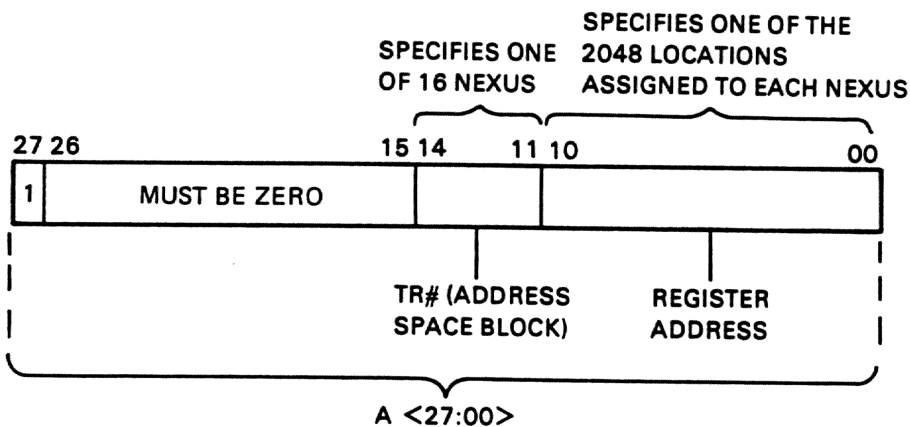 SPECIFIES ONE
OF 16 NEXUS
SPECIFIES ONE OF THE
2048 LOCATIONS
ASSIGNED TO EACH NEXUS
27 26 15 14 11 10 00
1 MUST BE ZERO
TR# (ADDRESS
SPACE BLOCK)
REGISTER
ADDRESS
A <27:00>